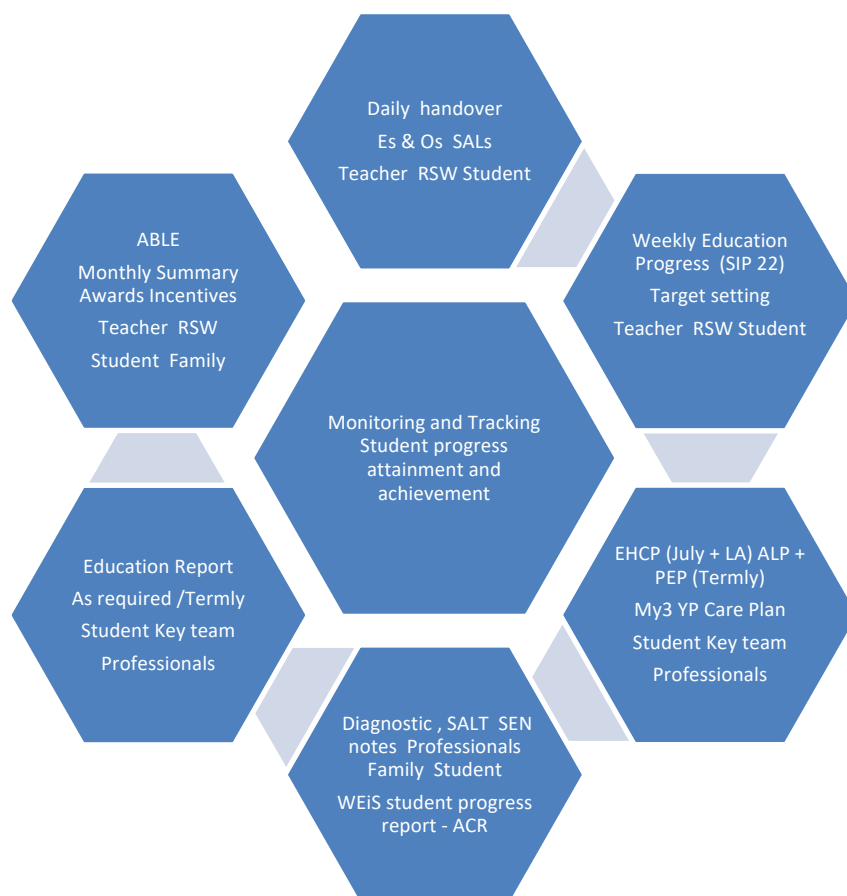 Daily handover
Es & Os SALs
Teacher RSW Student
Weekly Education
Progress (SIP 22)
Target setting
Teacher RSW Student
EHCP (July + LA) ALP +
PEP (Termly)
My3 YP Care Plan
Student Key team
Professionals
Diagnostic , SALT SEN
notes Professionals
Family Student
WEiS student progress
report - ACR
Education Report
As required /Termly
Student Key team
Professionals
ABLE
Monthly Summary
Awards Incentives
Teacher RSW
Student Family
Monitoring and Tracking
Student progress
attainment and
achievement